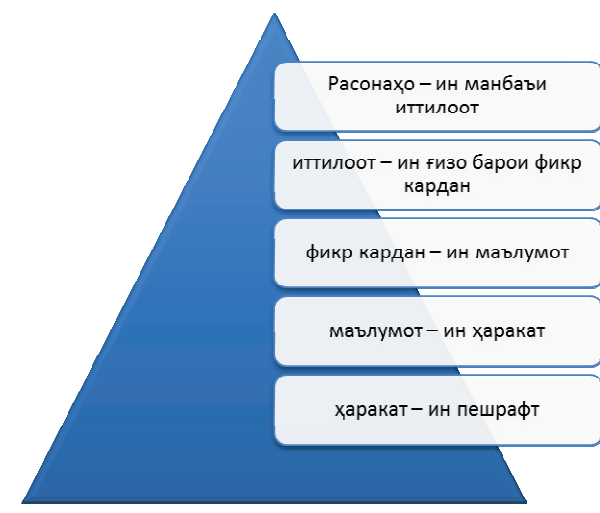 Расонаҳо – ин манбаъи
иттилоот
иттилоот – ин ғизо барои фикр
кардан
фикр кардан – ин маълумот
маълумот – ин ҳаракат
ҳаракат – ин пешрафт